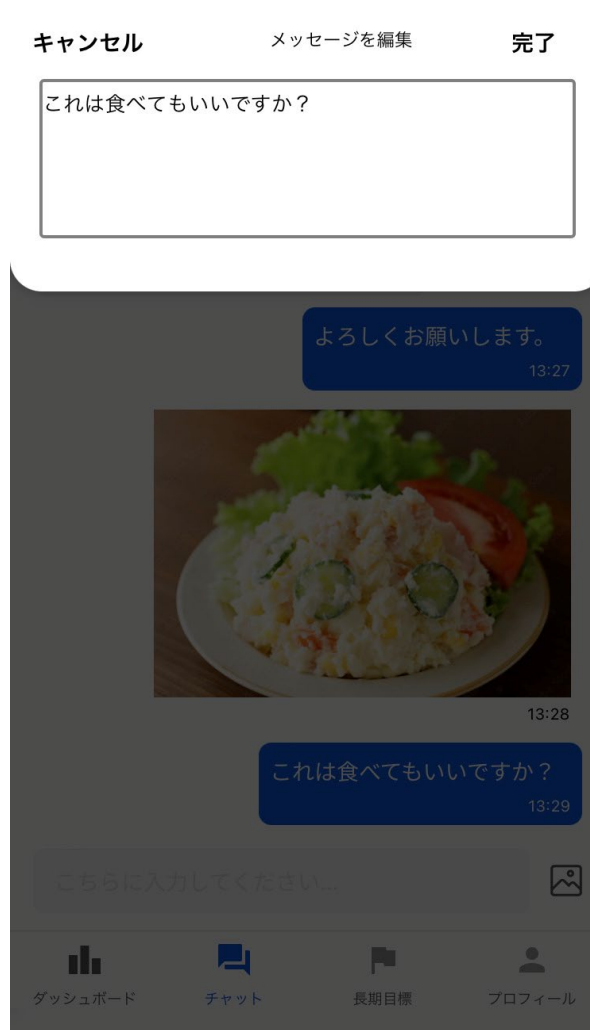 キャンセル
メッセージを編集
完了
これは食べてもいいですか？
よろしくお願いします。
13:27
13:28
これは食べてもいいですか？
13:29
こちらに入力してください...
ダッシュボード
チャット
長期目標
プロフィール